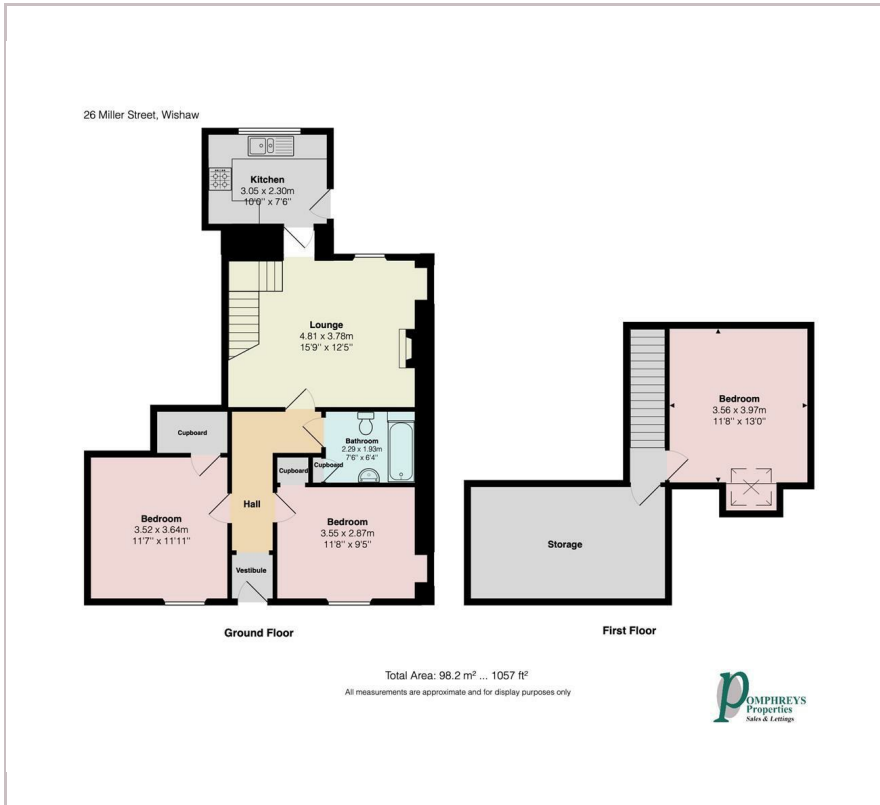 26 Miller Street, Wishaw
Kitchen
3.05 x 2.30m
10'0" x 7'6"
Lounge
4.81 x 3.78m
15'9" x 12'5"
Cupboard
Bathroom
2.29 x 1.93m
7'6" x 6'4"
Cupboard
Cupboard
Hall
Bedroom
3.52 x 3.64m
11'7" x 11'11"
Bedroom
3.55 x 2.87m
11'8" x 9'5"
Vestibule
Ground Floor
Bedroom
3.56 x 3.97m
11'8" x 13'0"
Storage
First Floor
Total Area: 98.2 m² ... 1057 ft²
All measurements are approximate and for display purposes only
POMPHREYS
Properties
Sales & Lettings